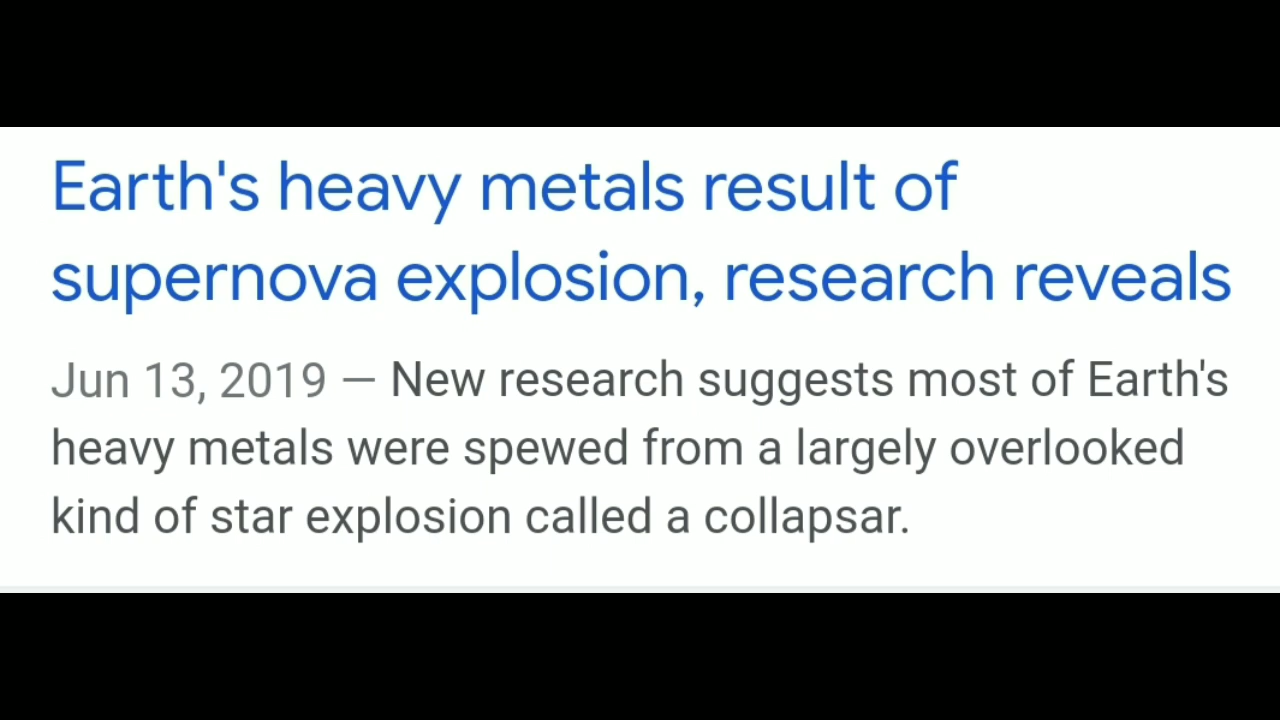 Earth's heavy metals result of
supernova explosion, research reveals
Jun 13, 2019 — New research suggests most of Earth's
heavy metals were spewed from a largely overlooked
kind of star explosion called a collapsar.